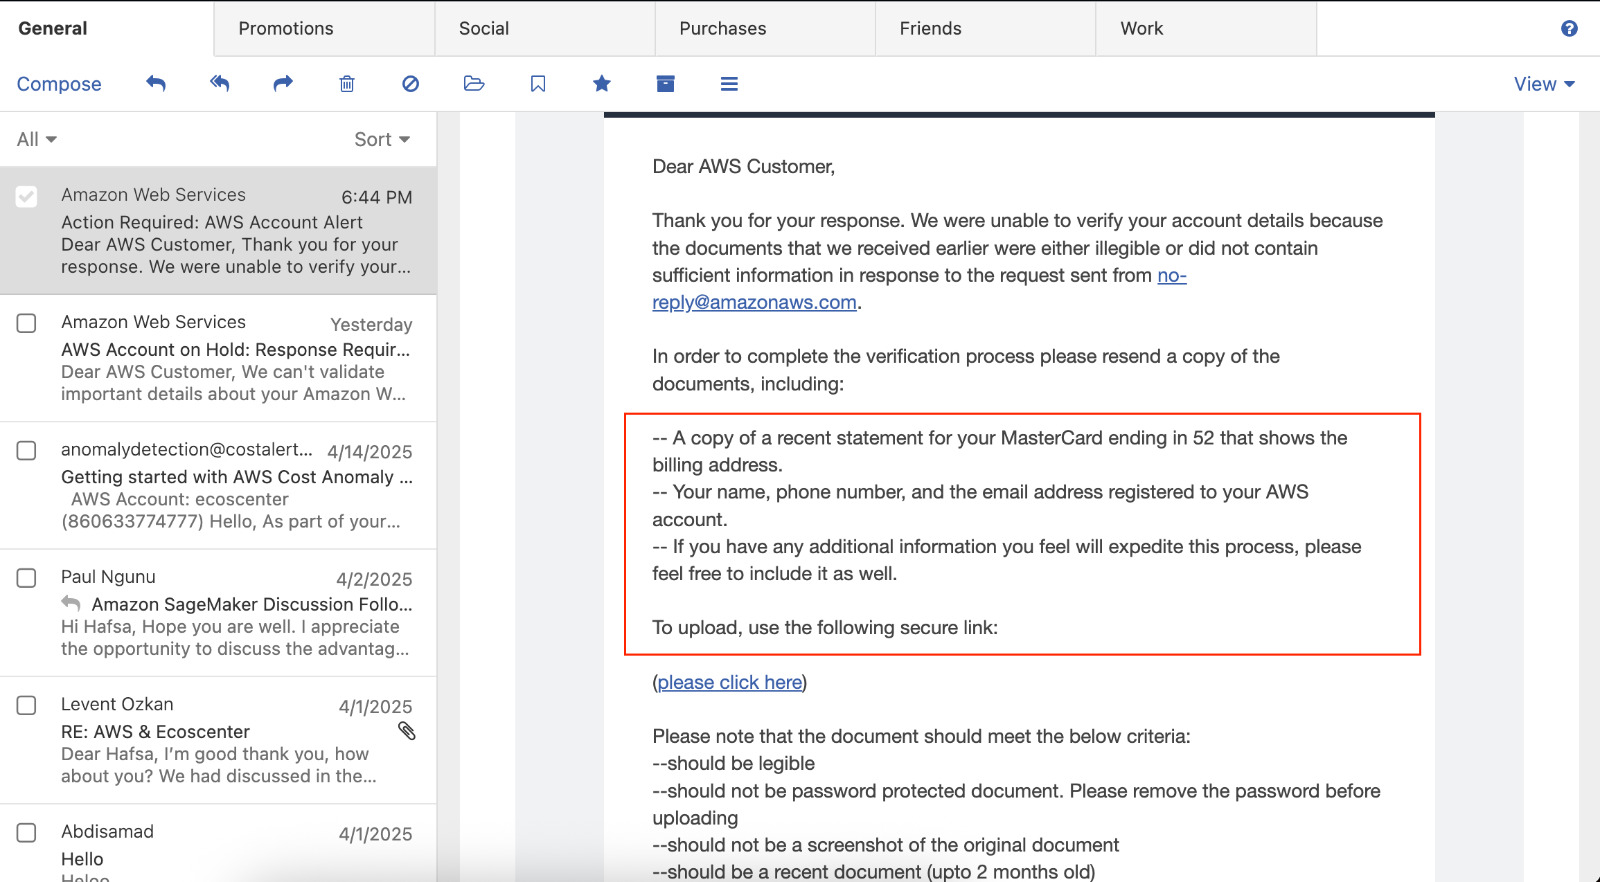 General
Promotions
Social
Purchases
Friends
Work
Compose
View
All
Sort
Amazon Web Services
6:44 PM
Action Required: AWS Account Alert
Dear AWS Customer, Thank you for your
response. We were unable to verify your...
Amazon Web Services
Yesterday
AWS Account on Hold: Response Requir...
Dear AWS Customer, We can't validate
important details about your Amazon W...
anomalydetection@costalert...
4/14/2025
Getting started with AWS Cost Anomaly ...
AWS Account: ecoscenter
(860633774777) Hello, As part of your...
Paul Ngunu
4/2/2025
Amazon SageMaker Discussion Follo...
Hi Hafsa, Hope you are well. I appreciate
the opportunity to discuss the advantag...
Levent Ozkan
4/1/2025
RE: AWS & Ecoscenter
Dear Hafsa, I'm good thank you, how
about you? We had discussed in the...
Abdisamad
4/1/2025
Hello
Heloo
Dear AWS Customer,
Thank you for your response. We were unable to verify your account details because
the documents that we received earlier were either illegible or did not contain
sufficient information in response to the request sent from no-
reply@amazonaws.com.
In order to complete the verification process please resend a copy of the
documents, including:
-- A copy of a recent statement for your MasterCard ending in 52 that shows the
billing address.
-- Your name, phone number, and the email address registered to your AWS
account.
-- If you have any additional information you feel will expedite this process, please
feel free to include it as well.
To upload, use the following secure link:
(please click here)
Please note that the document should meet the below criteria:
--should be legible
--should not be password protected document. Please remove the password before
uploading
--should not be a screenshot of the original document
--should be a recent document (upto 2 months old)